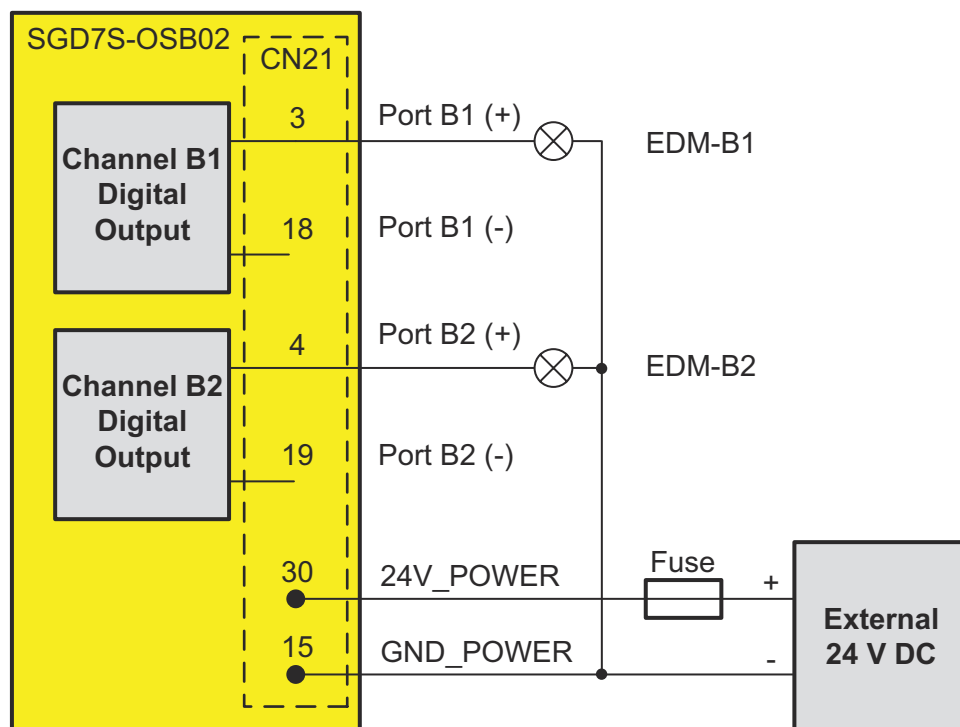 SGD7S-OSB02
CN21
Channel B1
Digital
Output
3
Port B1 (+)
EDM-B1
18
Port B1 (-)
Channel B2
Digital
Output
4
Port B2 (+)
EDM-B2
19
Port B2 (-)
30
24V_POWER
Fuse
+
15
GND_POWER
-
External
24 V DC